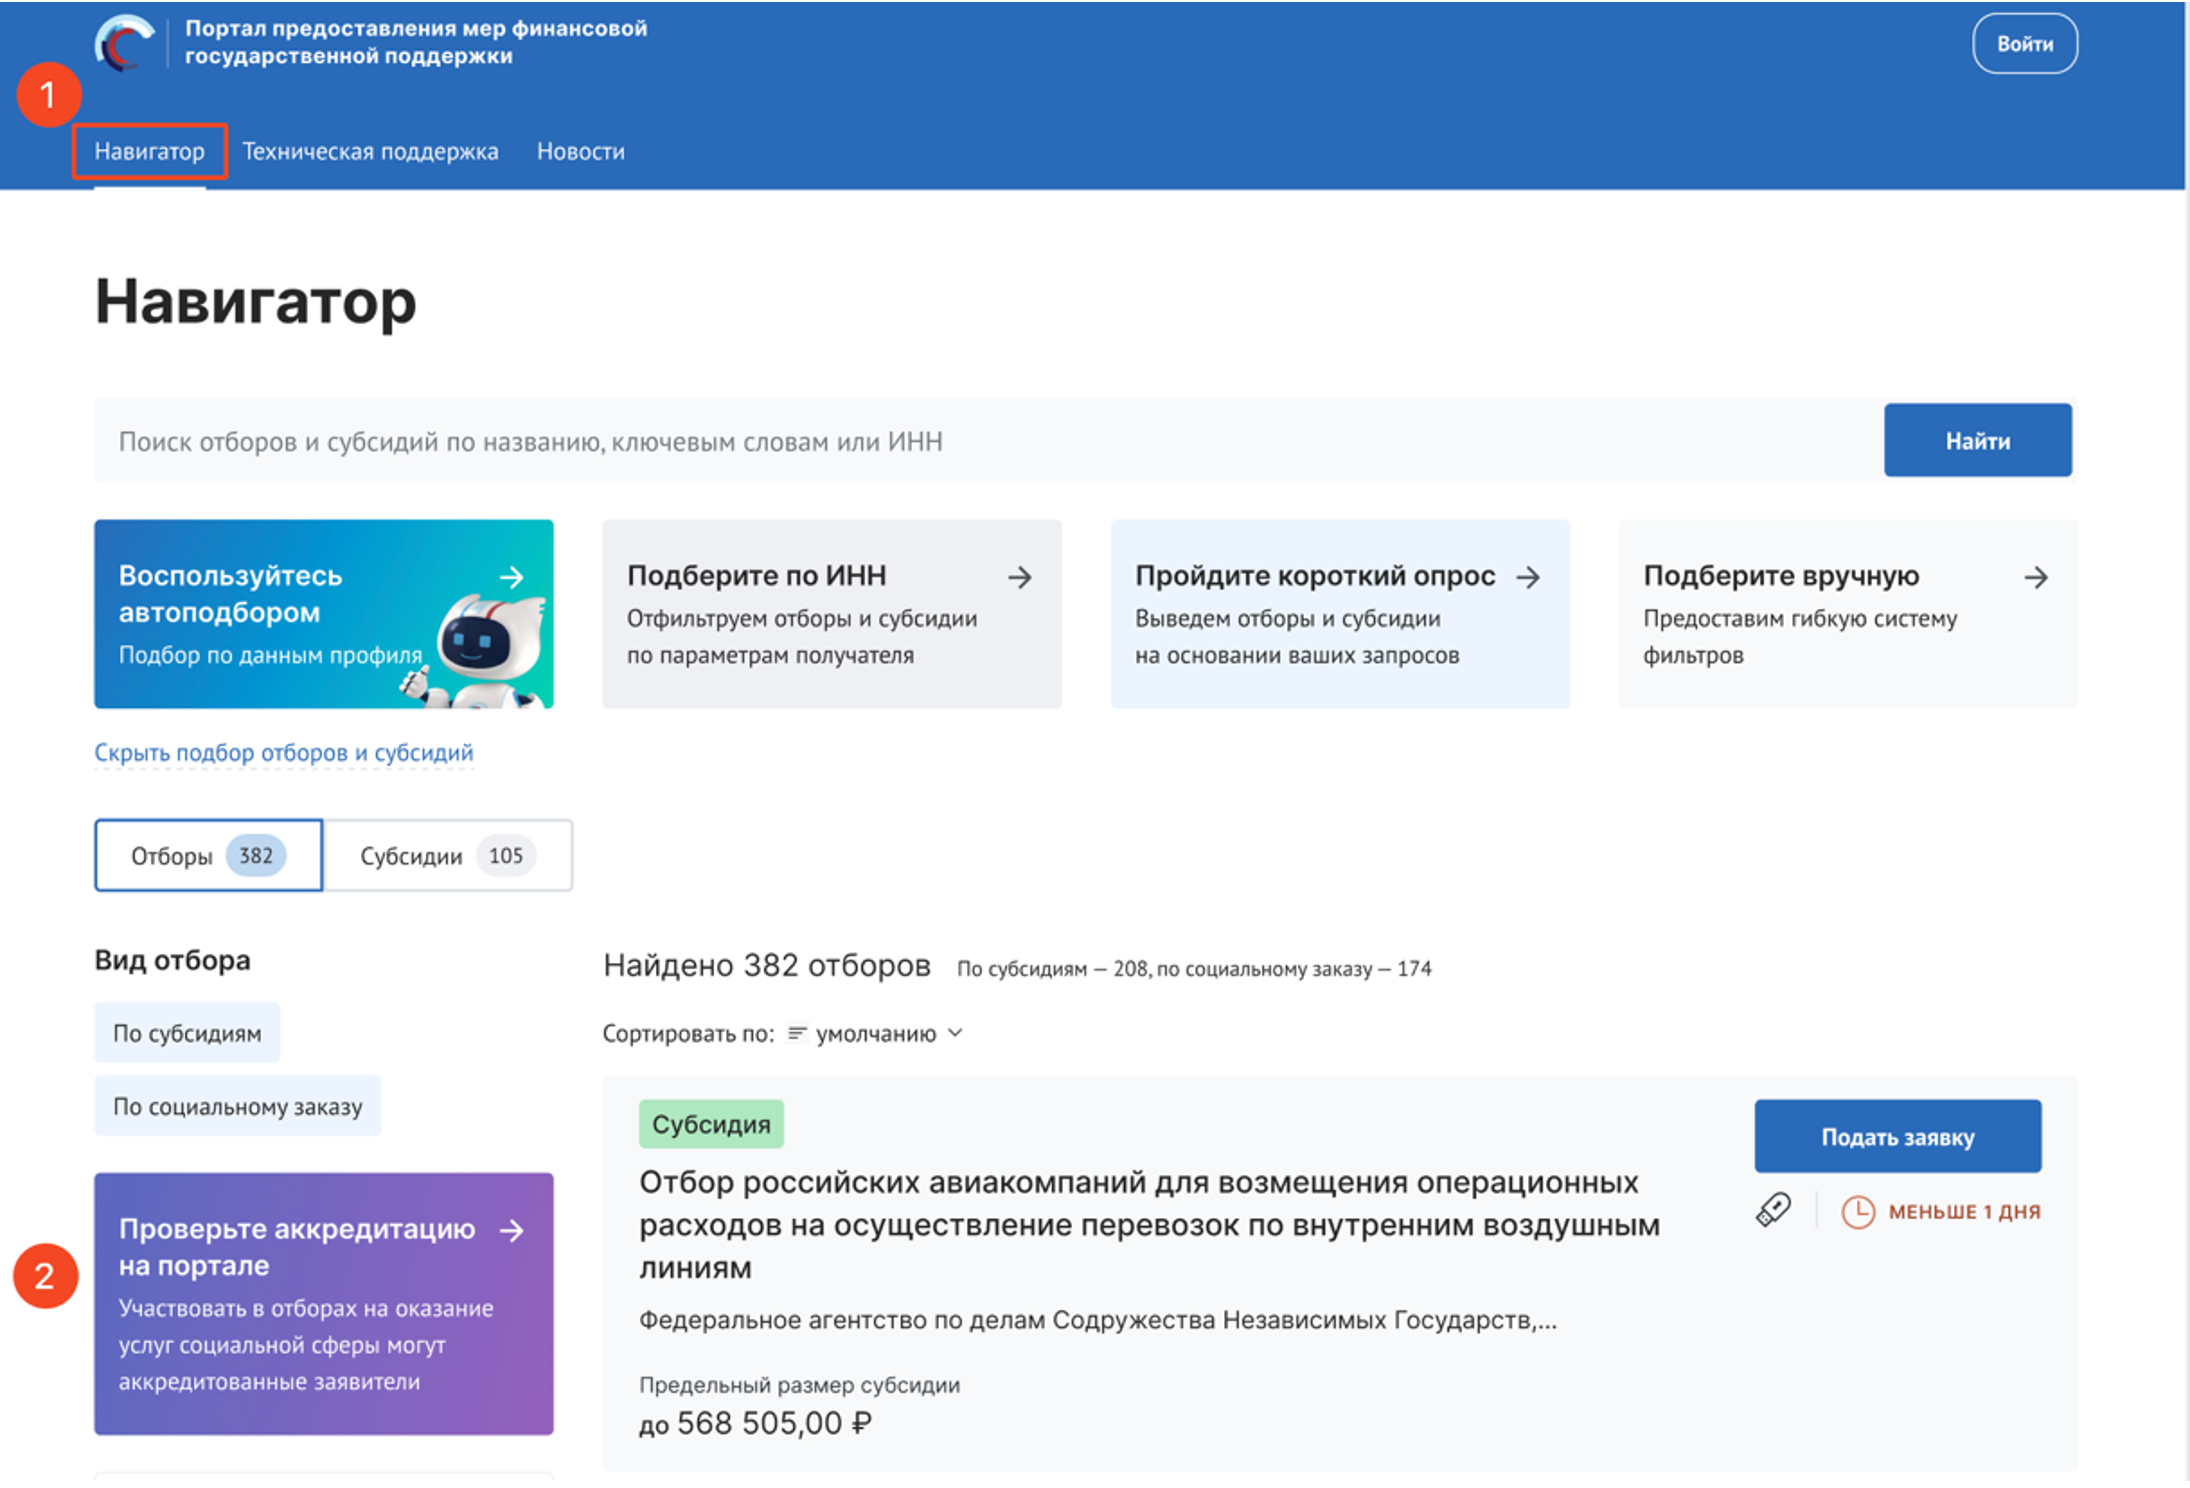 Портал предоставления мер финансовой
государственной поддержки
Войти
1
Навигатор Техническая поддержка Новости
Навигатор
Поиск отборов и субсидий по названию, ключевым словам или ИНН
Найти
Воспользуйтесь
автоподбором
Подбор по данным профиля
Подберите по ИНН
Отфильтруем отборы и субсидии
по параметрам получателя
Пройдите короткий опрос
Выведем отборы и субсидии
на основании ваших запросов
Подберите вручную
Предоставим гибкую систему
фильтров
Скрыть подбор отборов и субсидий
Отборы 382 Субсидии 105
Вид отбора
По субсидиям
По социальному заказу
2
Проверьте аккредитацию
на портале
Участвовать в отборах на оказание
услуг социальной сферы могут
аккредитованные заявители
Найдено 382 отборов По субсидиям – 208, по социальному заказу – 174
Сортировать по: умолчанию
Субсидия
Отбор российских авиакомпаний для возмещения операционных
расходов на осуществление перевозок по внутренним воздушным
линиям
Федеральное агентство по делам Содружества Независимых Государств,...
Предельный размер субсидии
до 568 505,00 ₽
Подать заявку
МЕНЬШЕ 1 ДНЯ